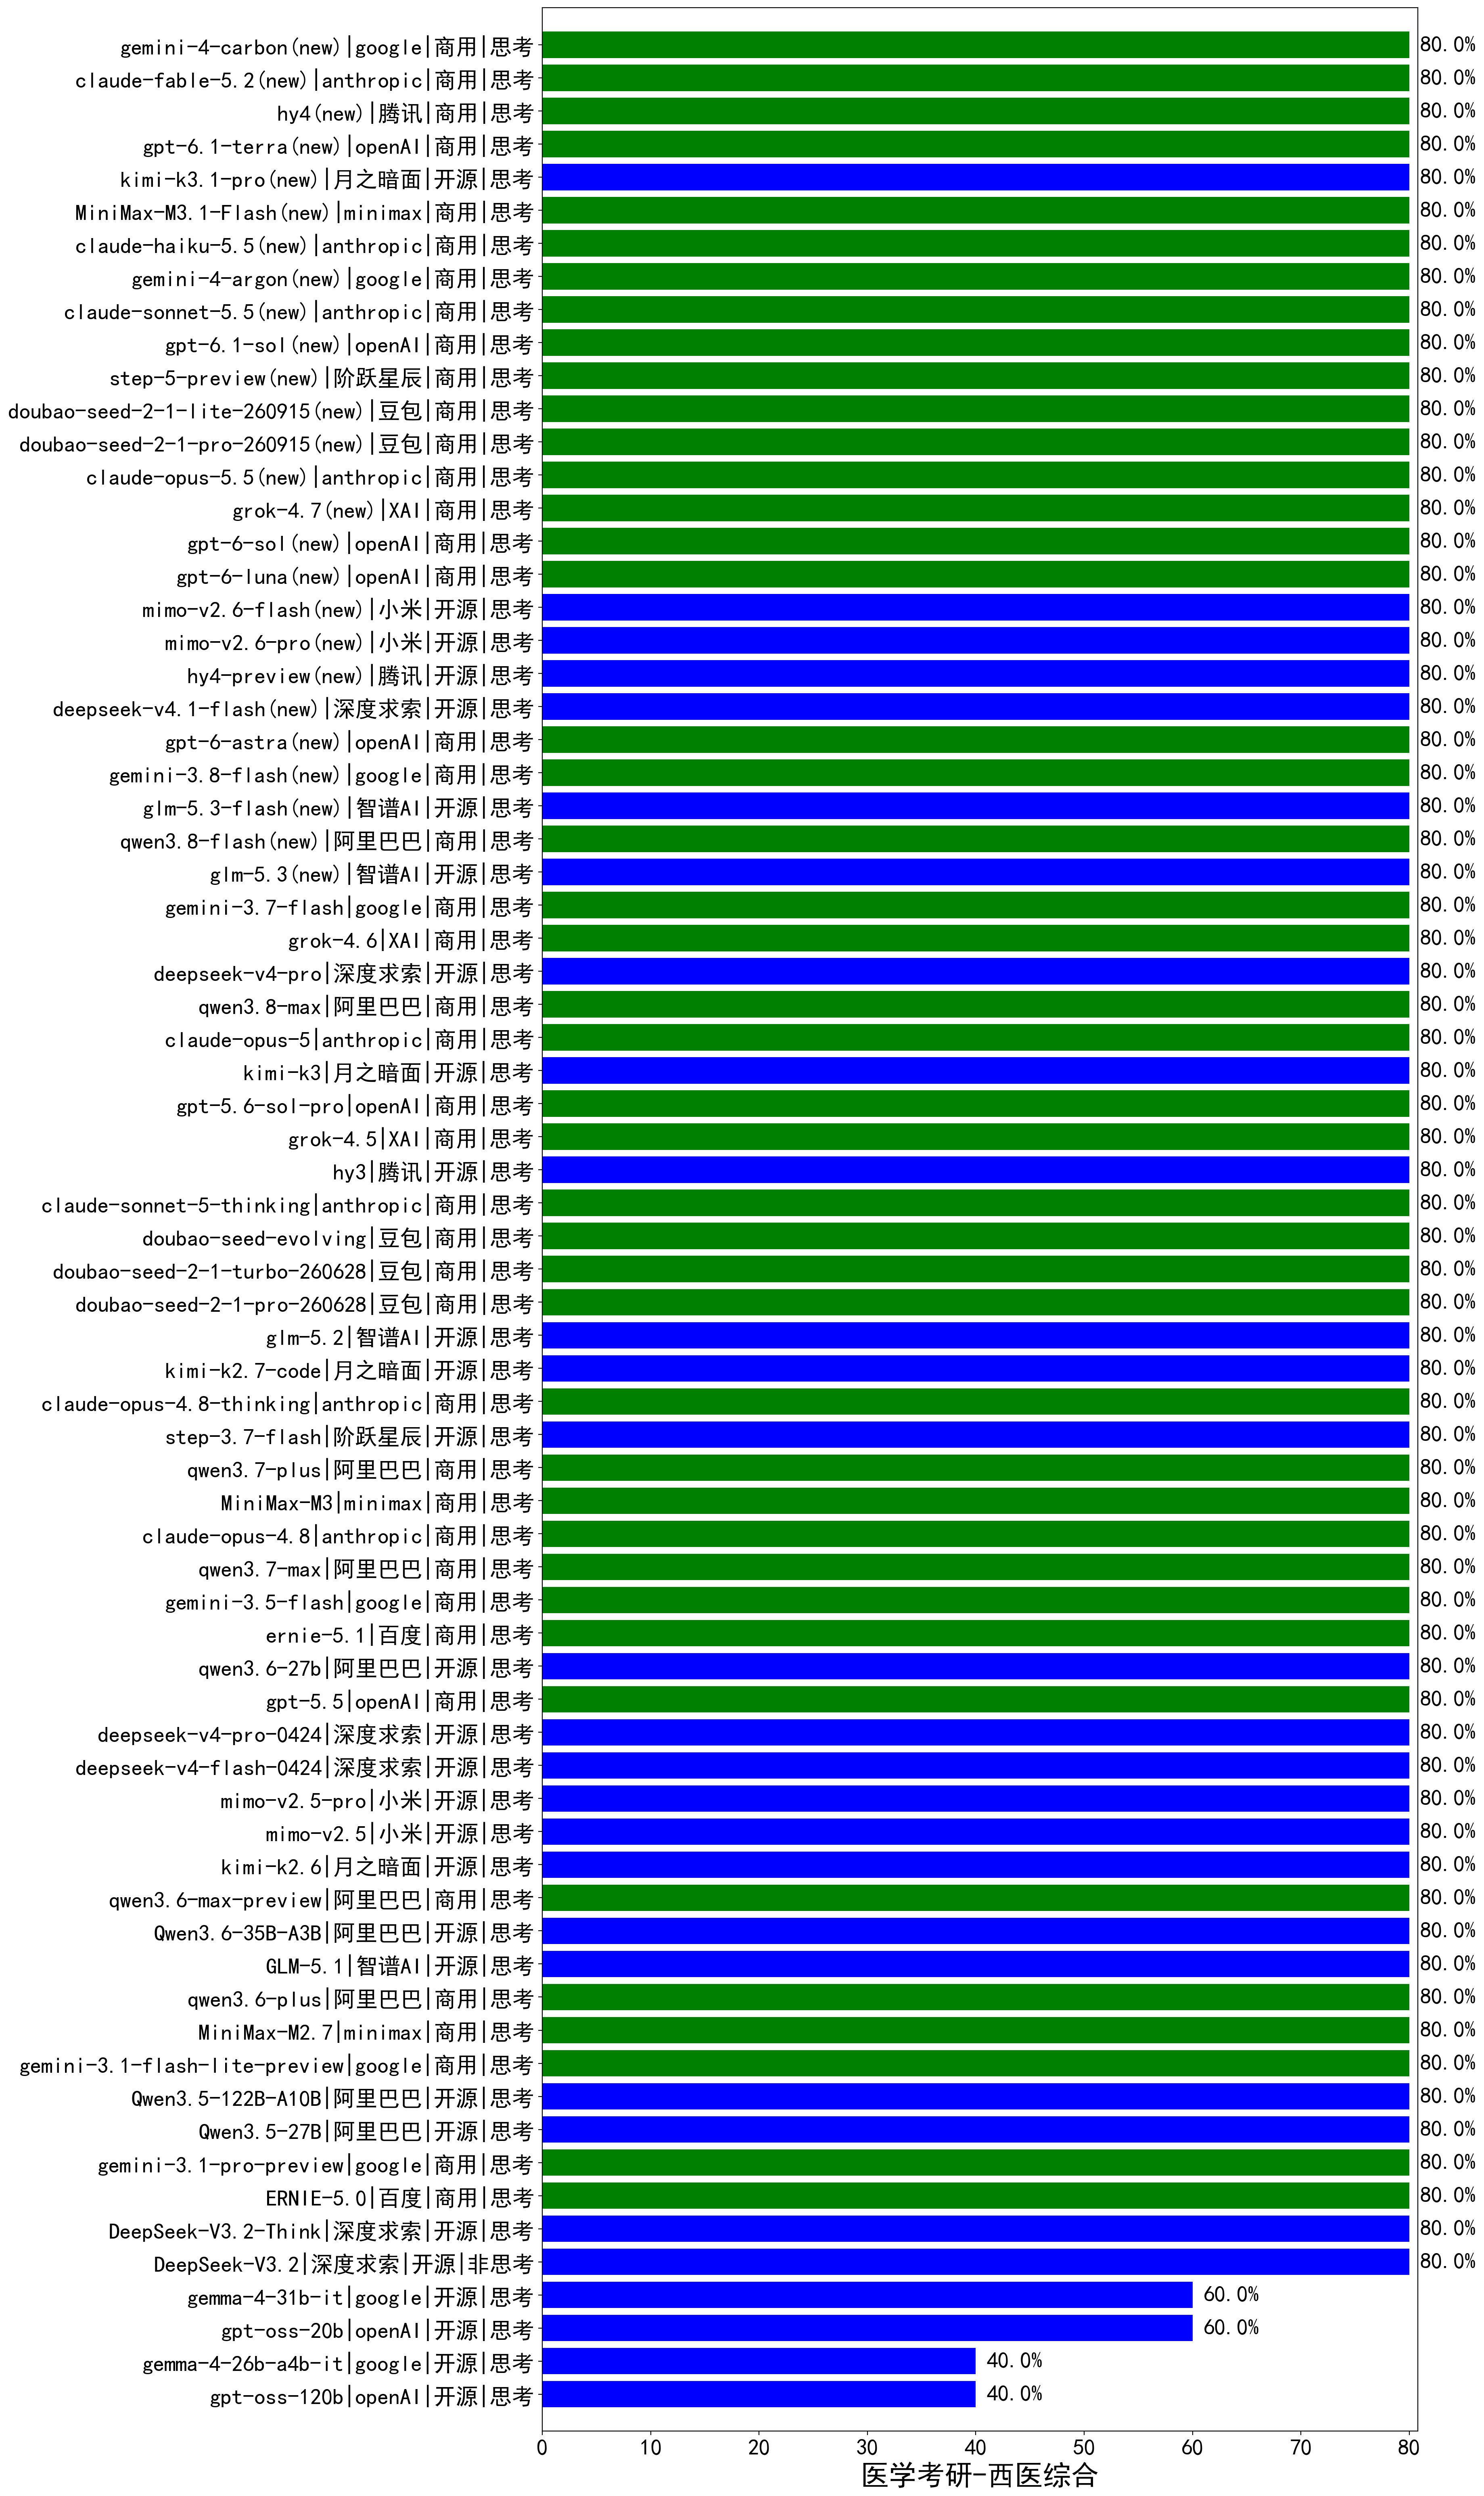 gemini-4-carbon(new)|google|商用|思考 80.0%
claude-fable-5.2(new)|anthropic|商用|思考 80.0%
hy4(new)|腾讯|商用|思考 80.0%
gpt-6.1-terra(new)|openAI|商用|思考 80.0%
kimi-k3.1-pro(new)|月之暗面|开源|思考 80.0%
MiniMax-M3.1-Flash(new)|minimax|商用|思考 80.0%
claude-haiku-5.5(new)|anthropic|商用|思考 80.0%
gemini-4-argon(new)|google|商用|思考 80.0%
claude-sonnet-5.5(new)|anthropic|商用|思考 80.0%
gpt-6.1-sol(new)|openAI|商用|思考 80.0%
step-5-preview(new)|阶跃星辰|商用|思考 80.0%
doubao-seed-2-1-lite-260915(new)|豆包|商用|思考 80.0%
doubao-seed-2-1-pro-260915(new)|豆包|商用|思考 80.0%
claude-opus-5.5(new)|anthropic|商用|思考 80.0%
grok-4.7(new)|XAI|商用|思考 80.0%
gpt-6-sol(new)|openAI|商用|思考 80.0%
gpt-6-luna(new)|openAI|商用|思考 80.0%
mimo-v2.6-flash(new)|小米|开源|思考 80.0%
mimo-v2.6-pro(new)|小米|开源|思考 80.0%
hy4-preview(new)|腾讯|开源|思考 80.0%
deepseek-v4.1-flash(new)|深度求索|开源|思考 80.0%
gpt-6-astra(new)|openAI|商用|思考 80.0%
gemini-3.8-flash(new)|google|商用|思考 80.0%
glm-5.3-flash(new)|智谱AI|开源|思考 80.0%
qwen3.8-flash(new)|阿里巴巴|商用|思考 80.0%
glm-5.3(new)|智谱AI|开源|思考 80.0%
gemini-3.7-flash|google|商用|思考 80.0%
grok-4.6|XAI|商用|思考 80.0%
deepseek-v4-pro|深度求索|开源|思考 80.0%
qwen3.8-max|阿里巴巴|商用|思考 80.0%
claude-opus-5|anthropic|商用|思考 80.0%
kimi-k3|月之暗面|开源|思考 80.0%
gpt-5.6-sol-pro|openAI|商用|思考 80.0%
grok-4.5|XAI|商用|思考 80.0%
hy3|腾讯|开源|思考 80.0%
claude-sonnet-5-thinking|anthropic|商用|思考 80.0%
doubao-seed-evolving|豆包|商用|思考 80.0%
doubao-seed-2-1-turbo-260628|豆包|商用|思考 80.0%
doubao-seed-2-1-pro-260628|豆包|商用|思考 80.0%
glm-5.2|智谱AI|开源|思考 80.0%
kimi-k2.7-code|月之暗面|开源|思考 80.0%
claude-opus-4.8-thinking|anthropic|商用|思考 80.0%
step-3.7-flash|阶跃星辰|开源|思考 80.0%
qwen3.7-plus|阿里巴巴|商用|思考 80.0%
MiniMax-M3|minimax|商用|思考 80.0%
claude-opus-4.8|anthropic|商用|思考 80.0%
qwen3.7-max|阿里巴巴|商用|思考 80.0%
gemini-3.5-flash|google|商用|思考 80.0%
ernie-5.1|百度|商用|思考 80.0%
qwen3.6-27b|阿里巴巴|开源|思考 80.0%
gpt-5.5|openAI|商用|思考 80.0%
deepseek-v4-pro-0424|深度求索|开源|思考 80.0%
deepseek-v4-flash-0424|深度求索|开源|思考 80.0%
mimo-v2.5-pro|小米|开源|思考 80.0%
mimo-v2.5|小米|开源|思考 80.0%
kimi-k2.6|月之暗面|开源|思考 80.0%
qwen3.6-max-preview|阿里巴巴|商用|思考 80.0%
Qwen3.6-35B-A3B|阿里巴巴|开源|思考 80.0%
GLM-5.1|智谱AI|开源|思考 80.0%
qwen3.6-plus|阿里巴巴|商用|思考 80.0%
MiniMax-M2.7|minimax|商用|思考 80.0%
gemini-3.1-flash-lite-preview|google|商用|思考 80.0%
Qwen3.5-122B-A10B|阿里巴巴|开源|思考 80.0%
Qwen3.5-27B|阿里巴巴|开源|思考 80.0%
gemini-3.1-pro-preview|google|商用|思考 80.0%
ERNIE-5.0|百度|商用|思考 80.0%
DeepSeek-V3.2-Think|深度求索|开源|思考 80.0%
DeepSeek-V3.2|深度求索|开源|非思考 80.0%
gemma-4-31b-it|google|开源|思考 60.0%
gpt-oss-20b|openAI|开源|思考 60.0%
gemma-4-26b-a4b-it|google|开源|思考 40.0%
gpt-oss-120b|openAI|开源|思考 40.0%
0 10 20 30 40 50 60 70 80
医学考研-西医综合